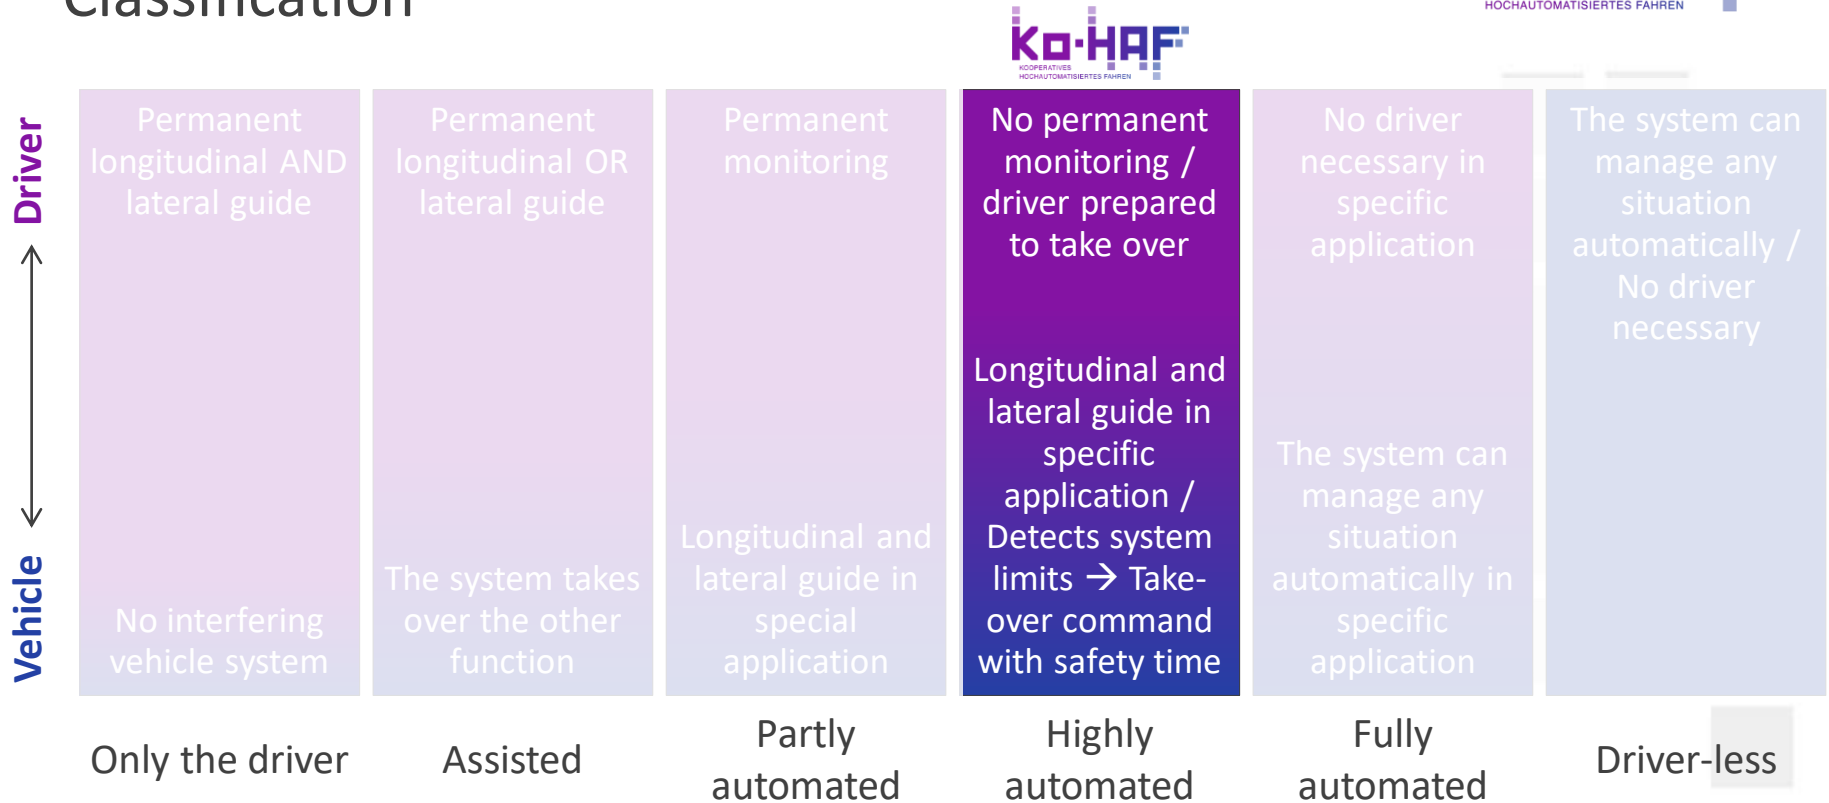 Classification
HOCHAUTOMATISIERTES FAHREN
Ko-HAF
KOOPERATIVES
HOCHAUTOMATISIERTES FAHREN
Driver
Vehicle
Permanent
longitudinal AND
lateral guide
No interfering
vehicle system
Only the driver
Permanent
longitudinal OR
lateral guide
The system takes
over the other
function
Assisted
Permanent
monitoring
Longitudinal and
lateral guide in
special
application
Partly
automated
No permanent
monitoring /
driver prepared
to take over
Longitudinal and
lateral guide in
specific
application /
Detects system
limits → Take-
over command
with safety time
Highly
automated
No driver
necessary in
specific
application
The system can
manage any
situation
automatically in
specific
application
Fully
automated
The system can
manage any
situation
automatically /
No driver
necessary
Driver-less